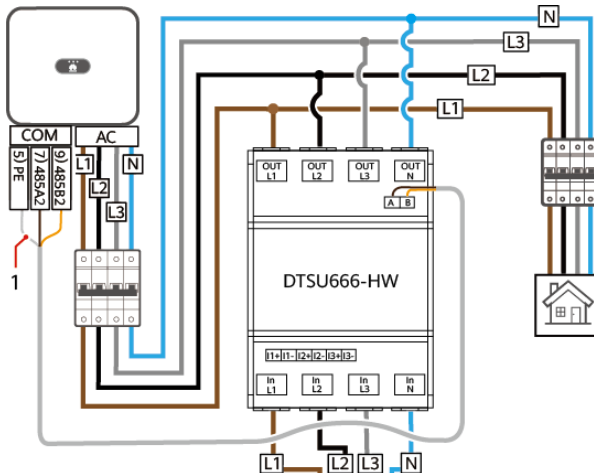 N
L3
L2
L1
COM
AC
5) PE
7) 485A2
9) 485B2
L1
L2
L3
N
1
OUT
L1
OUT
L2
OUT
L3
OUT
N
A B
DTSU666-HW
I1+ I1- I2+ I2- I3+ I3-
In
L1
In
L2
In
L3
In
N
L1
L2
L3
N